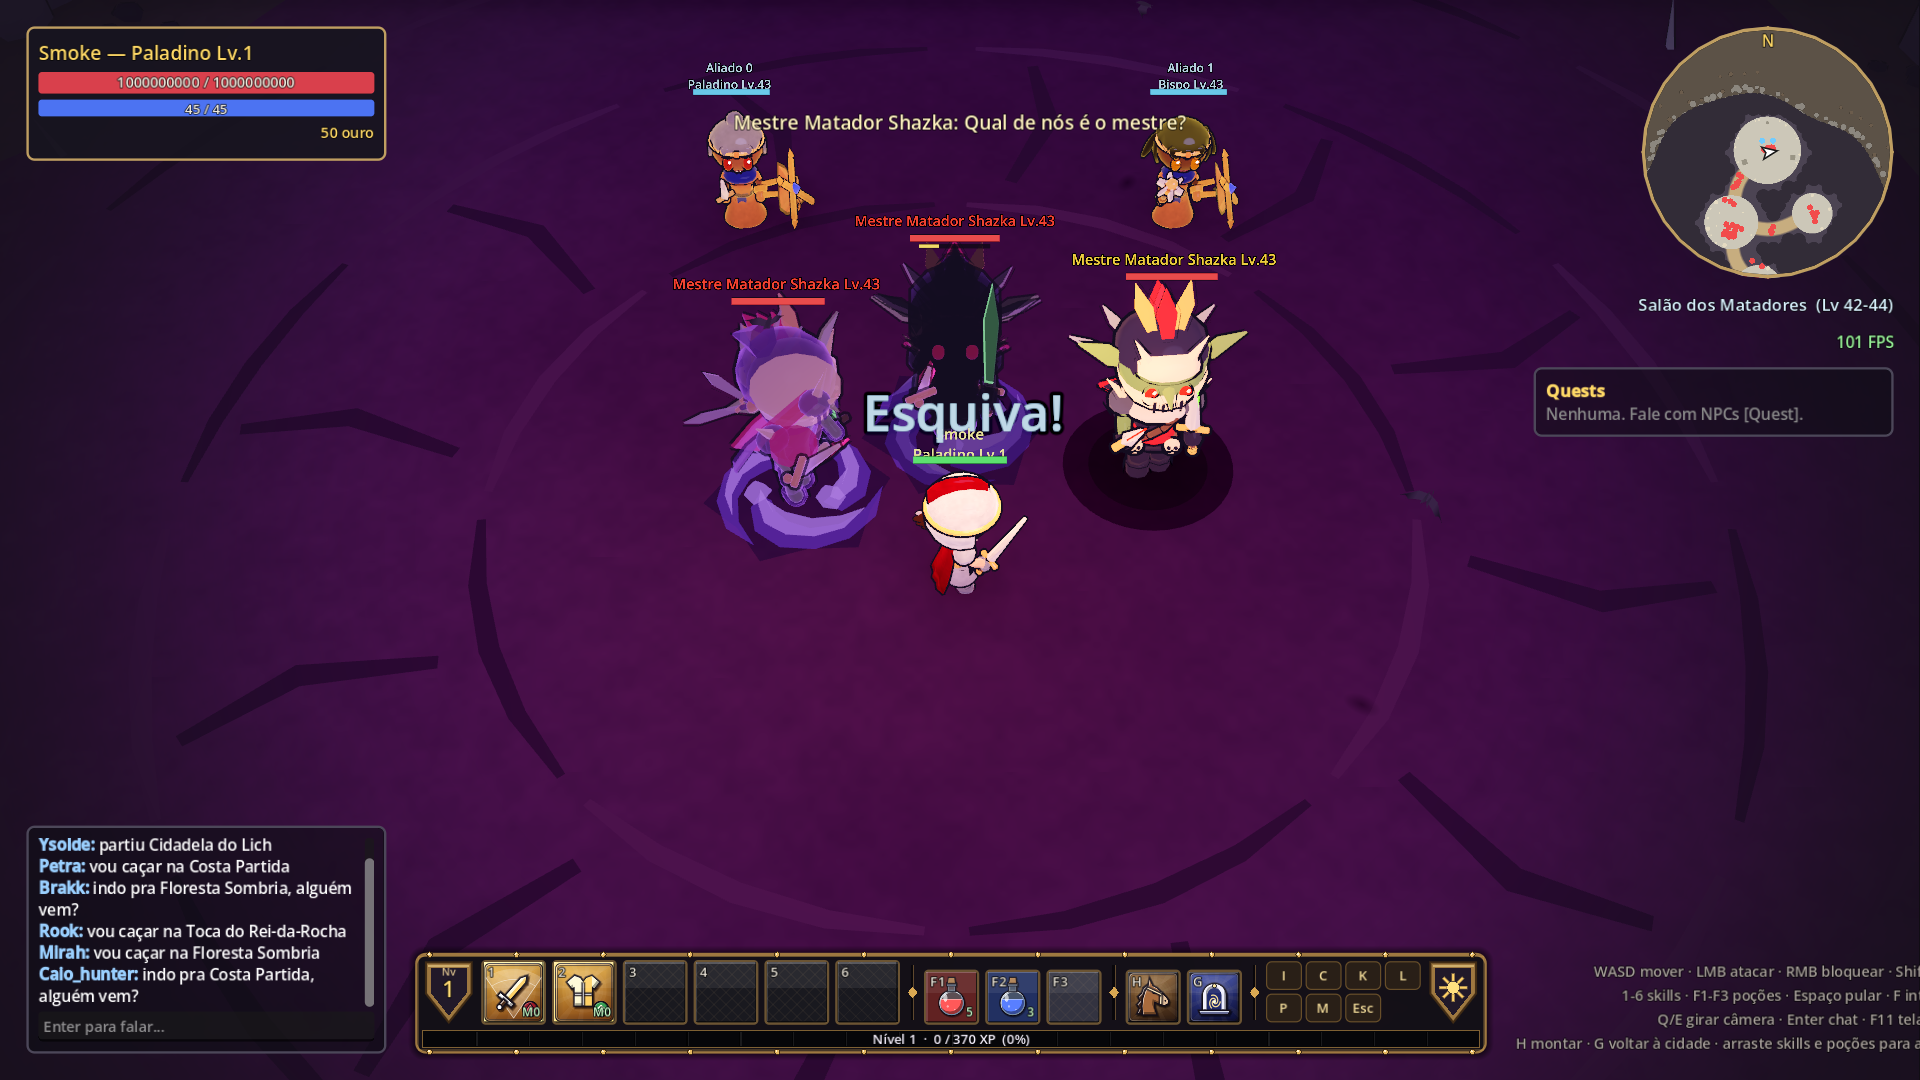 Smoke — Paladino Lv.1
1000000000 / 1000000000
45 / 45
50 ouro
Aliado 0
Paladino Lv.43
Aliado 1
Bispo Lv.43
Mestre Matador Shazka: Qual de nós é o mestre?
Mestre Matador Shazka Lv.43
Mestre Matador Shazka Lv.43
Mestre Matador Shazka Lv.43
Esquiva!
Smoke
Paladino Lv.1
N
Salão dos Matadores (Lv 42-44)
101 FPS
Quests
Nenhuma. Fale com NPCs [Quest].
Ysolde: partiu Cidadela do Lich
Petra: vou caçar na Costa Partida
Brakk: indo pra Floresta Sombria, alguém
vem?
Rook: vou caçar na Toca do Rei-da-Rocha
Mirah: vou caçar na Floresta Sombria
Caio_hunter: indo pra Costa Partida,
alguém vem?
Enter para falar...
Nv
1
1
M0
2
M0
3
4
5
6
F1
5
F2
3
F3
H
G
I
C
K
L
P
M
Esc
Nível 1 · 0 / 370 XP (0%)
WASD mover · LMB atacar · RMB bloquear · Shi
1-6 skills · F1-F3 poções · Espaço pular · F in
Q/E girar câmera · Enter chat · F11 tela
H montar · G voltar à cidade · arraste skills e poções para a